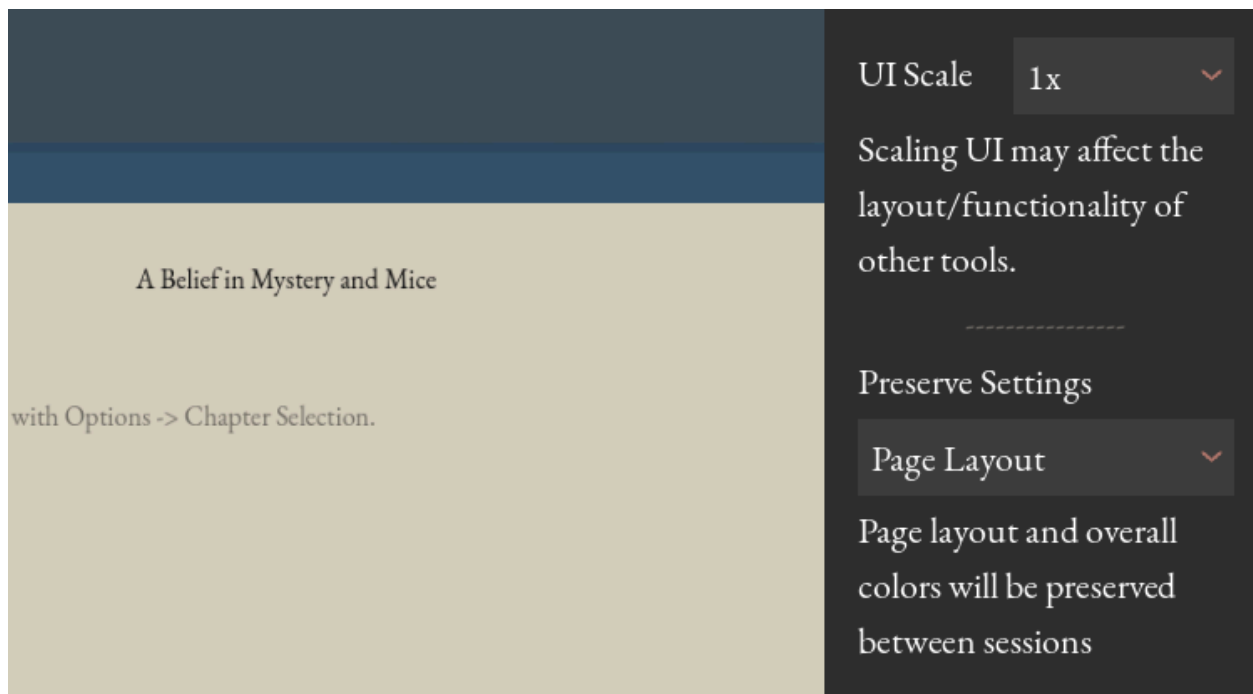 A Belief in Mystery and Mice
with Options -> Chapter Selection.
UI Scale
1x
Scaling UI may affect the
layout/functionality of
other tools.
----------------
Preserve Settings
Page Layout
Page layout and overall
colors will be preserved
between sessions